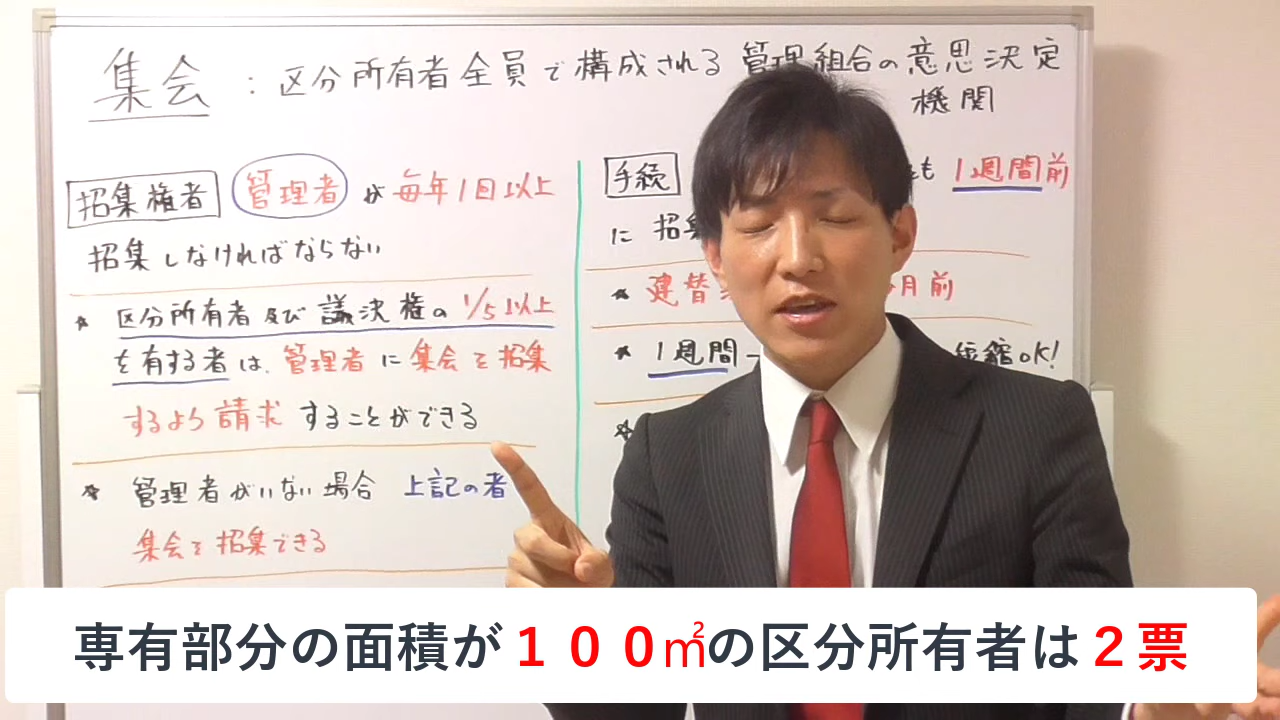 集会 : 区分所有者全員で構成される 管理組合の意思決定
機関
招集権者 管理者 が 毎年1回以上
招集しなければならない
★ 区分所有者及び議決権の 1/5以上
を有する者は、管理者に集会を招集
するよう請求 することができる
★ 管理者がいない場合 上記の者
集会を招集できる
手続 も 1週間前
に 招集
★ 建替 月前
★ 1週間 短縮OK!
★
専有部分の面積が１００㎡の区分所有者は２票